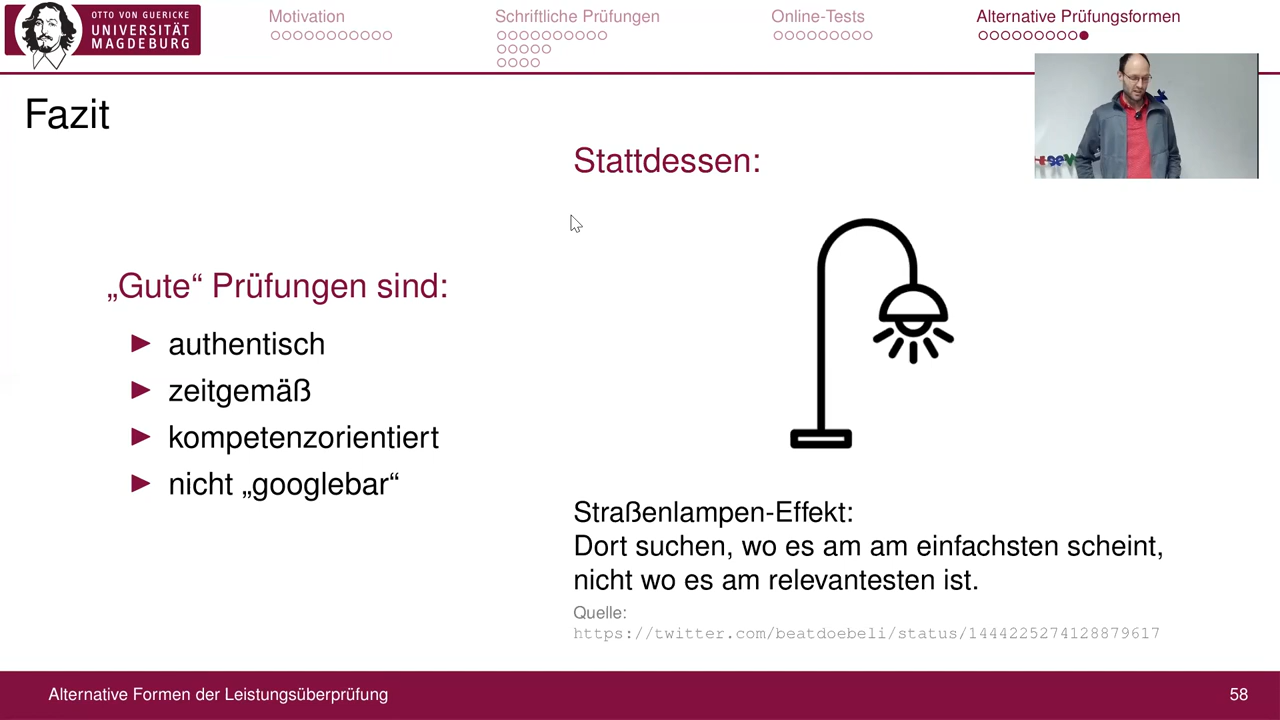 OTTO VON GUERICKE
UNIVERSITÄT
MAGDEBURG
Motivation
Schriftliche Prüfungen
Online-Tests
Alternative Prüfungsformen
Fazit
Stattdessen:
„Gute“ Prüfungen sind:
authentisch
zeitgemäß
kompetenzorientiert
nicht „googlebar“
Straßenlampen-Effekt:
Dort suchen, wo es am am einfachsten scheint,
nicht wo es am relevantesten ist.
Quelle:
https://twitter.com/beatdoebeli/status/1444225274128879617
Alternative Formen der Leistungsüberprüfung
58